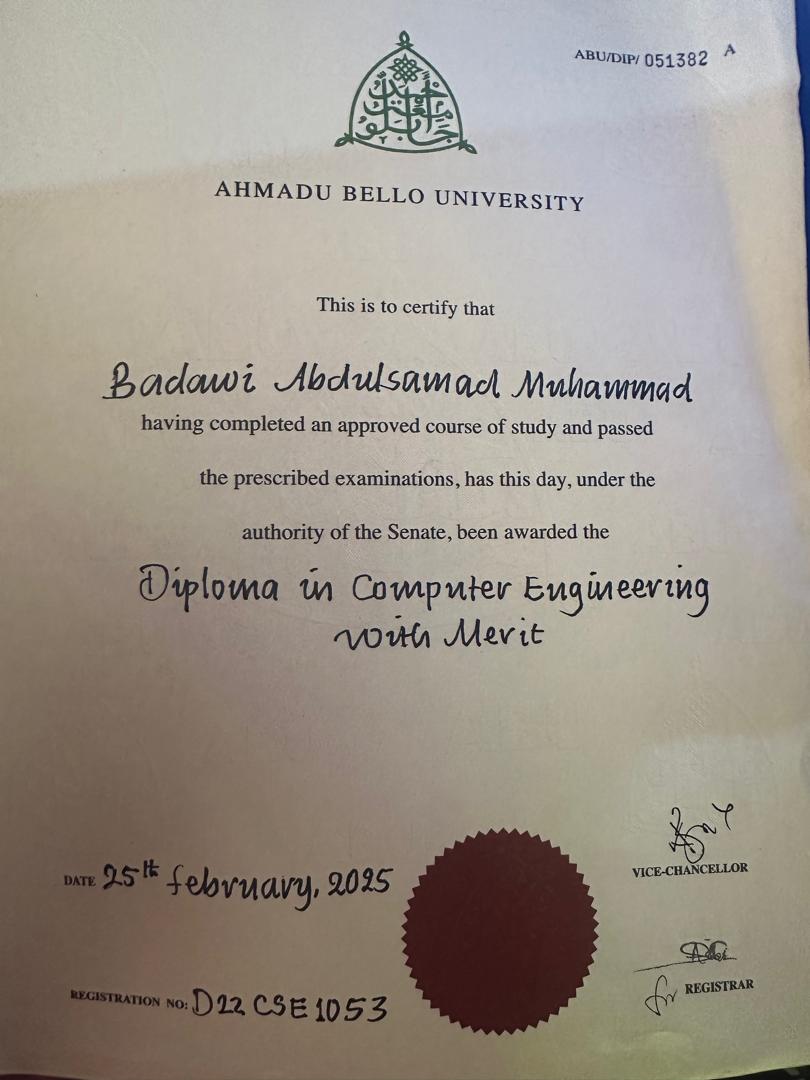 ABU/DIP/ 051382 A
AHMADU BELLO UNIVERSITY
This is to certify that
Badawi Abdulsamad Muhammad
having completed an approved course of study and passed
the prescribed examinations, has this day, under the
authority of the Senate, been awarded the
Diploma in Computer Engineering
with Merit
VICE-CHANCELLOR
DATE 25th february, 2025
for REGISTRAR
REGISTRATION NO: D22 CSE 1053